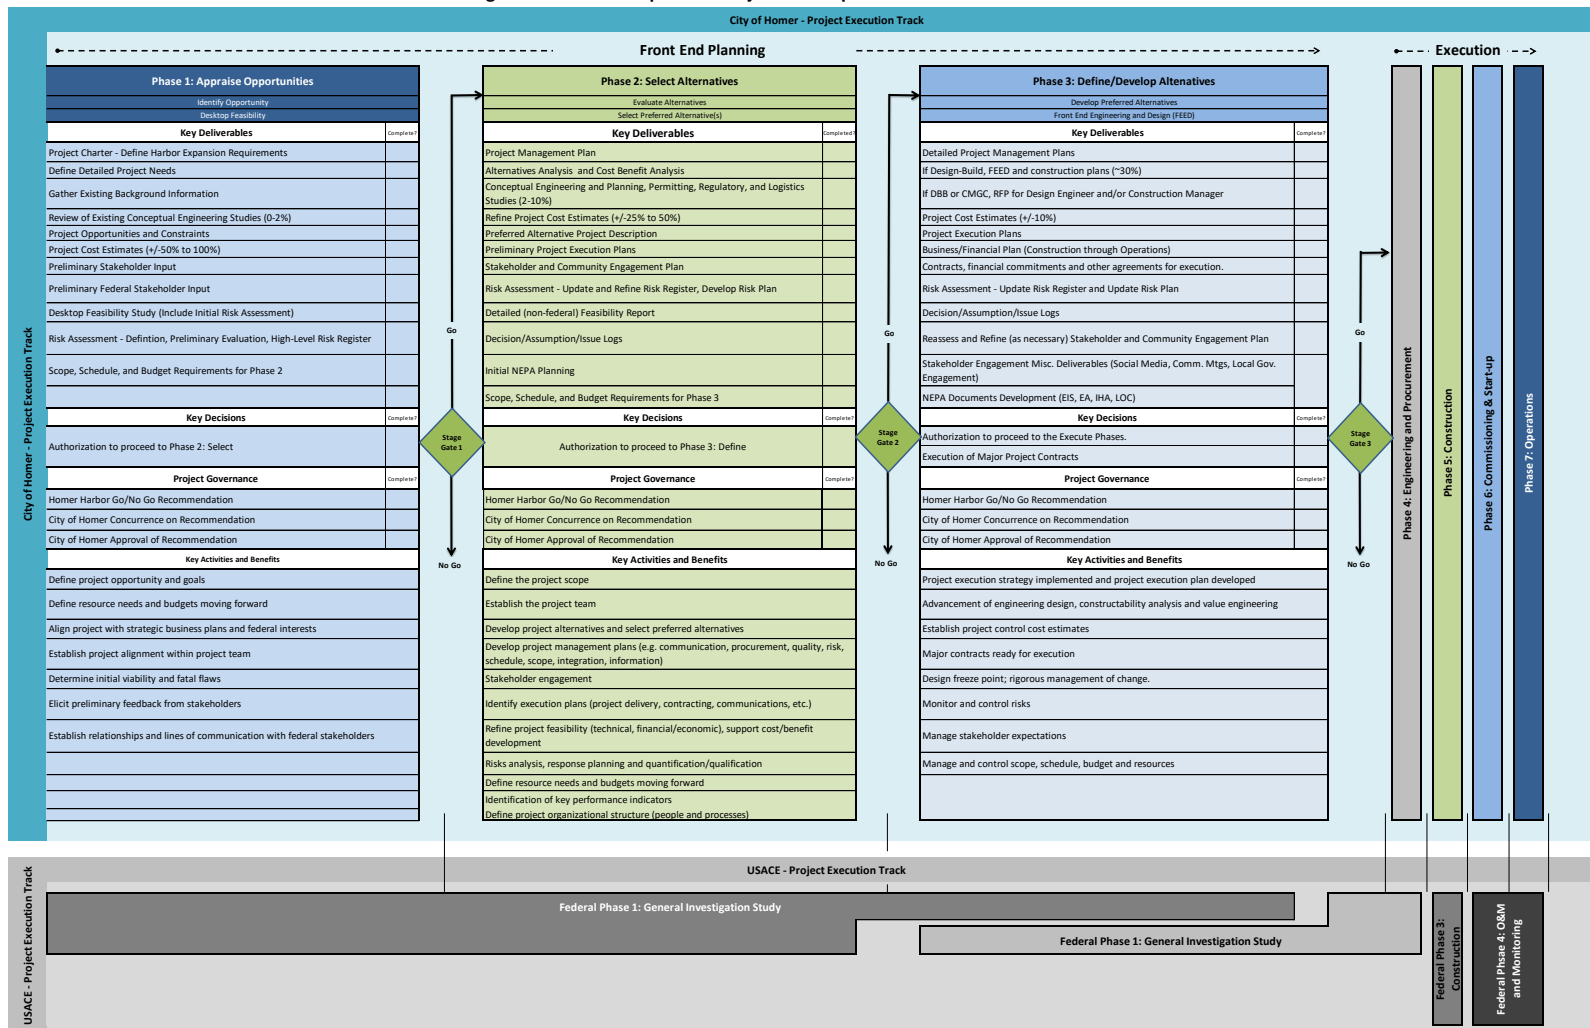 City of Homer - Project Execution Track
Front End Planning
Execution
City of Homer - Project Execution Track
Phase 1: Appraise Opportunities
Identify Opportunity
Desktop Feasibility
Key Deliverables
Complete?
Project Charter - Define Harbor Expansion Requirements
Define Detailed Project Needs
Gather Existing Background Information
Review of Existing Conceptual Engineering Studies (0-2%)
Project Opportunities and Constraints
Project Cost Estimates (+/-50% to 100%)
Preliminary Stakeholder Input
Preliminary Federal Stakeholder Input
Desktop Feasibility Study (Include Initial Risk Assessment)
Risk Assessment - Defintion, Preliminary Evaluation, High-Level Risk Register
Scope, Schedule, and Budget Requirements for Phase 2
Key Decisions
Complete?
Authorization to proceed to Phase 2: Select
Project Governance
Complete?
Homer Harbor Go/No Go Recommendation
City of Homer Concurrence on Recommendation
City of Homer Approval of Recommendation
Key Activities and Benefits
Define project opportunity and goals
Define resource needs and budgets moving forward
Align project with strategic business plans and federal interests
Establish project alignment within project team
Determine initial viability and fatal flaws
Elicit preliminary feedback from stakeholders
Establish relationships and lines of communication with federal stakeholders
Go
Stage
Gate 1
No Go
Phase 2: Select Alternatives
Evaluate Alternatives
Select Preferred Alternative(s)
Key Deliverables
Completed?
Project Management Plan
Alternatives Analysis and Cost Benefit Analysis
Conceptual Engineering and Planning, Permitting, Regulatory, and Logistics
Studies (2-10%)
Refine Project Cost Estimates (+/-25% to 50%)
Preferred Alternative Project Description
Preliminary Project Execution Plans
Stakeholder and Community Engagement Plan
Risk Assessment - Update and Refine Risk Register, Develop Risk Plan
Detailed (non-federal) Feasibility Report
Decision/Assumption/Issue Logs
Initial NEPA Planning
Scope, Schedule, and Budget Requirements for Phase 3
Key Decisions
Complete?
Authorization to proceed to Phase 3: Define
Project Governance
Complete?
Homer Harbor Go/No Go Recommendation
City of Homer Concurrence on Recommendation
City of Homer Approval of Recommendation
Key Activities and Benefits
Define the project scope
Establish the project team
Develop project alternatives and select preferred alternatives
Develop project management plans (e.g. communication, procurement, quality, risk,
schedule, scope, integration, information)
Stakeholder engagement
Identify execution plans (project delivery, contracting, communications, etc.)
Refine project feasibility (technical, financial/economic), support cost/benefit
development
Risks analysis, response planning and quantification/qualification
Define resource needs and budgets moving forward
Identification of key performance indicators
Define project organizational structure (people and processes)
Go
Stage
Gate 2
No Go
Phase 3: Define/Develop Altenatives
Develop Preferred Alternatives
Front End Engineering and Design (FEED)
Key Deliverables
Complete?
Detailed Project Management Plans
If Design-Build, FEED and construction plans (~30%)
If DBB or CMGC, RFP for Design Engineer and/or Construction Manager
Project Cost Estimates (+/-10%)
Project Execution Plans
Business/Financial Plan (Construction through Operations)
Contracts, financial commitments and other agreements for execution.
Risk Assessment - Update Risk Register and Update Risk Plan
Decision/Assumption/Issue Logs
Reassess and Refine (as necessary) Stakeholder and Community Engagement Plan
Stakeholder Engagement Misc. Deliverables (Social Media, Comm. Mtgs, Local Gov.
Engagement)
NEPA Documents Development (EIS, EA, IHA, LOC)
Key Decisions
Complete?
Authorization to proceed to the Execute Phases.
Execution of Major Project Contracts
Project Governance
Complete?
Homer Harbor Go/No Go Recommendation
City of Homer Concurrence on Recommendation
City of Homer Approval of Recommendation
Key Activities and Benefits
Project execution strategy implemented and project execution plan developed
Advancement of engineering design, constructability analysis and value engineering
Establish project control cost estimates
Major contracts ready for execution
Design freeze point; rigorous management of change.
Monitor and control risks
Manage stakeholder expectations
Manage and control scope, schedule, budget and resources
Go
Stage
Gate 3
No Go
Phase 4: Engineering and Procurement
Phase 5: Construction
Phase 6: Commissioning & Start-up
Phase 7: Operations
USACE - Project Execution Track
USACE - Project Execution Track
Federal Phase 1: General Investigation Study
Federal Phase 1: General Investigation Study
Federal Phase 3:
Construction
Federal Phsae 4: O&M
and Monitoring